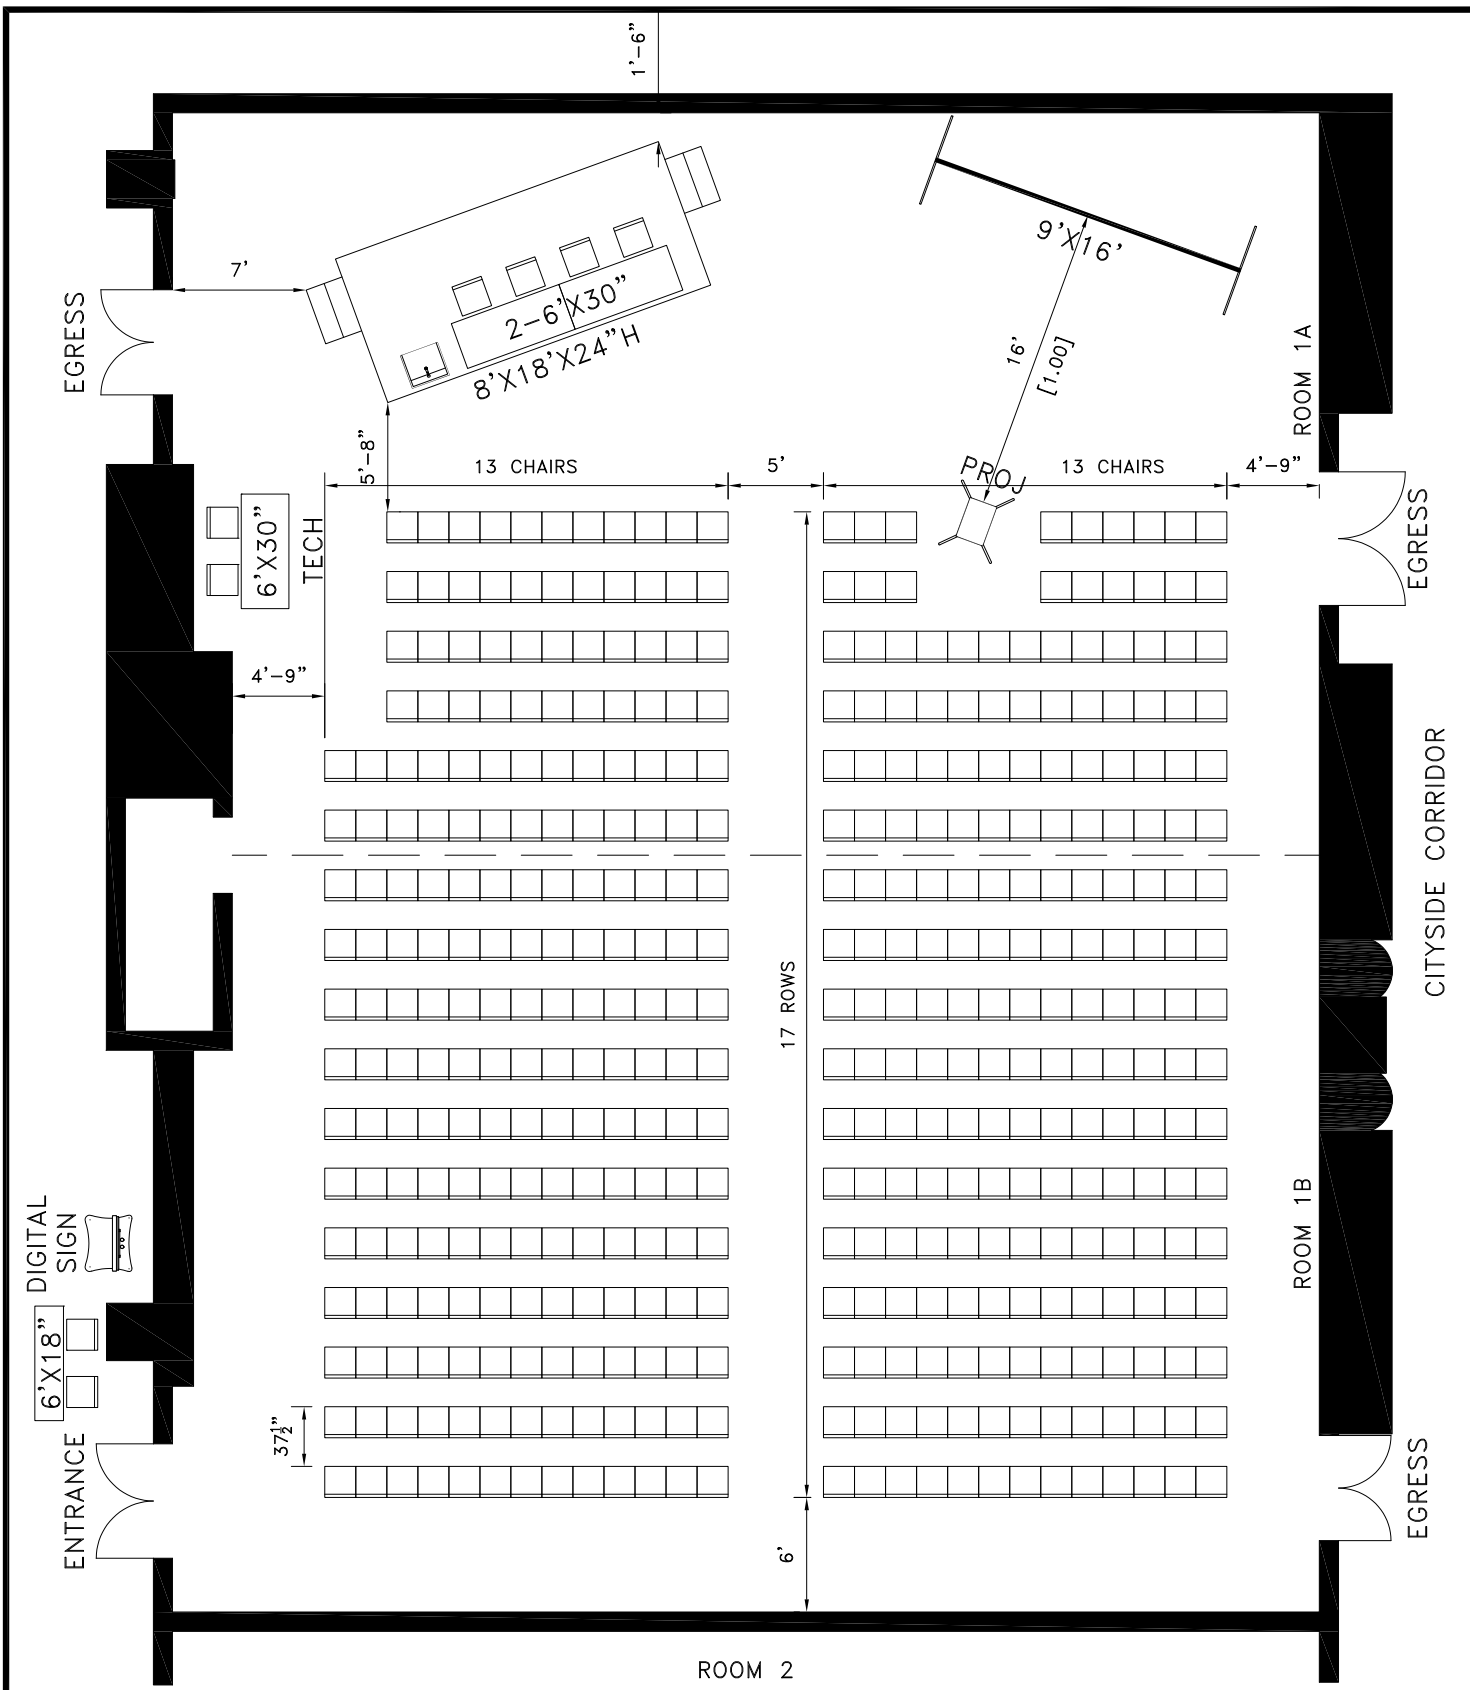 1'-6"
9'X16'
7'
EGRESS
2-6'X30"
8'X18'X24"H
16'
[1.00]
ROOM 1A
5'-8"
13 CHAIRS
5'
PROJ
13 CHAIRS
4'-9"
6'X30"
TECH
EGRESS
4'-9"
CITYSIDE CORRIDOR
17 ROWS
DIGITAL
SIGN
ROOM 1B
6'X18"
37½"
ENTRANCE
EGRESS
6'
ROOM 2